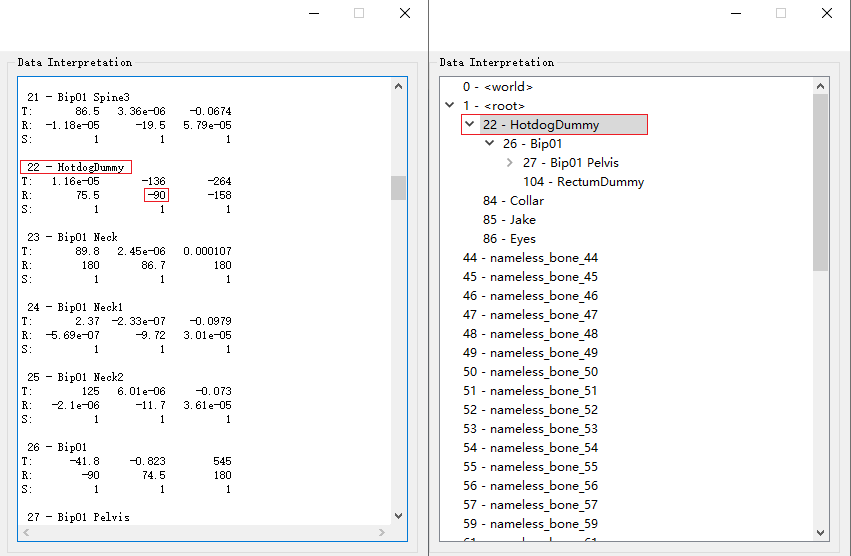 Data Interpretation
21 - Bip01 Spine3
T: 86.5 3.36e-06 -0.0674
R: -1.18e-05 -19.5 5.79e-05
S: 1 1 1
22 - HotdogDummy
T: 1.16e-05 -136 -264
R: 75.5 -90 -158
S: 1 1 1
23 - Bip01 Neck
T: 89.8 2.45e-06 0.000107
R: 180 86.7 180
S: 1 1 1
24 - Bip01 Neck1
T: 2.37 -2.33e-07 -0.0979
R: -5.69e-07 -9.72 3.01e-05
S: 1 1 1
25 - Bip01 Neck2
T: 125 6.01e-06 -0.073
R: -2.1e-06 -11.7 3.61e-05
S: 1 1 1
26 - Bip01
T: -41.8 -0.823 545
R: -90 74.5 180
S: 1 1 1
27 - Bip01 Pelvis
Data Interpretation
0 - <world>
1 - <root>
22 - HotdogDummy
26 - Bip01
27 - Bip01 Pelvis
104 - RectumDummy
84 - Collar
85 - Jake
86 - Eyes
44 - nameless_bone_44
45 - nameless_bone_45
46 - nameless_bone_46
47 - nameless_bone_47
48 - nameless_bone_48
49 - nameless_bone_49
50 - nameless_bone_50
51 - nameless_bone_51
52 - nameless_bone_52
53 - nameless_bone_53
54 - nameless_bone_54
55 - nameless_bone_55
56 - nameless_bone_56
57 - nameless_bone_57
59 - nameless_bone_59